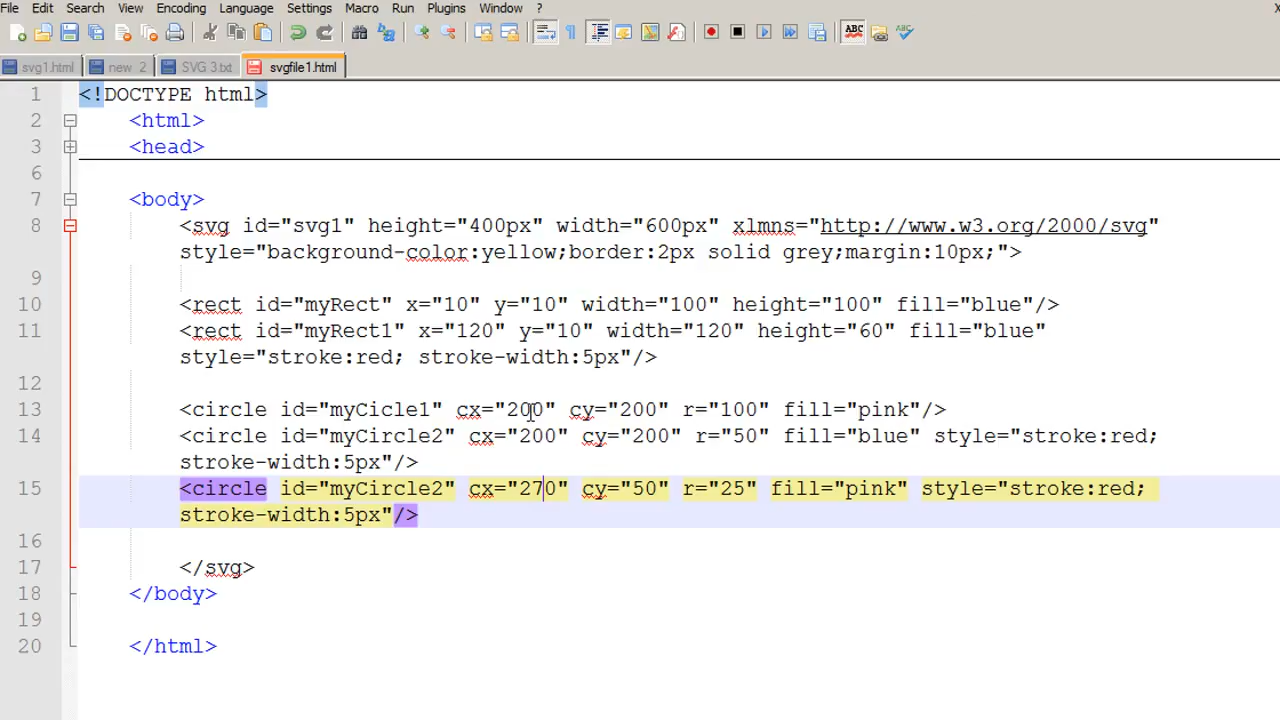 File Edit Search View Encoding Language Settings Macro Run Plugins Window ? X
ABC ABC
svg1.html new 2 SVG 3.txt svgfile1.html
1 <!DOCTYPE html>
2 <html>
3 <head>
6
7 <body>
8 <svg id="svg1" height="400px" width="600px" xlmns="http://www.w3.org/2000/svg"
style="background-color:yellow;border:2px solid grey;margin:10px;">
9
10 <rect id="myRect" x="10" y="10" width="100" height="100" fill="blue"/>
11 <rect id="myRect1" x="120" y="10" width="120" height="60" fill="blue"
style="stroke:red; stroke-width:5px"/>
12
13 <circle id="myCicle1" cx="200" cy="200" r="100" fill="pink"/>
14 <circle id="myCircle2" cx="200" cy="200" r="50" fill="blue" style="stroke:red;
stroke-width:5px"/>
15 <circle id="myCircle2" cx="270" cy="50" r="25" fill="pink" style="stroke:red;
stroke-width:5px"/>
16
17 </svg>
18 </body>
19
20 </html>